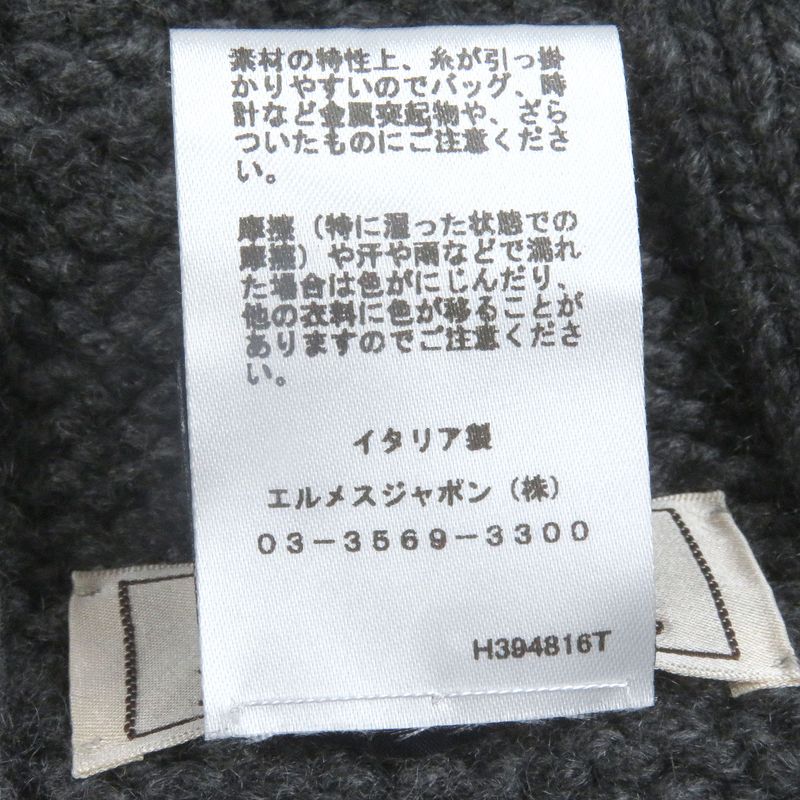 素材の特性上、糸が引っ掛
かりやすいのでバッグ、時
計など金属突起物や、ざら
ついたものにご注意くださ
い。
摩擦（特に湿った状態での
摩擦）や汗や雨などで濡れ
た場合は色がにじんだり、
他の衣料に色が移ることが
ありますのでご注意くださ
い。
イタリア製
エルメスジャポン（株）
03-3569-3300
H394816T